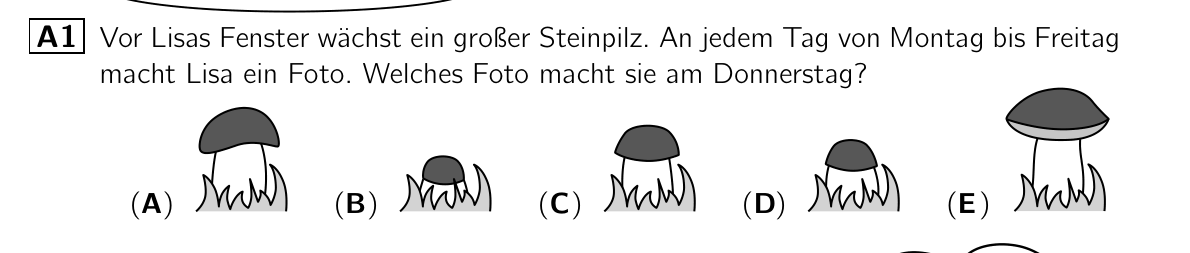 A1 Vor Lisas Fenster wächst ein großer Steinpilz. An jedem Tag von Montag bis Freitag
macht Lisa ein Foto. Welches Foto macht sie am Donnerstag?
(A) (B) (C) (D) (E)